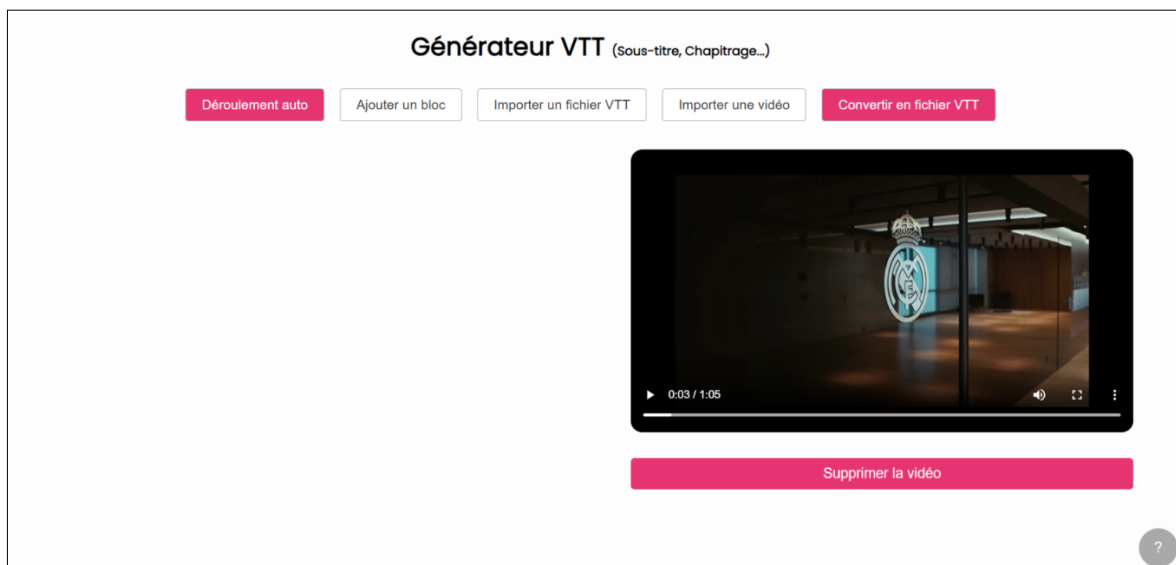 Générateur VTT (Sous-titre, Chapitrage...)
Déroulement auto
Ajouter un bloc
Importer un fichier VTT
Importer une vidéo
Convertir en fichier VTT
0:03 / 1:05
Supprimer la vidéo
?